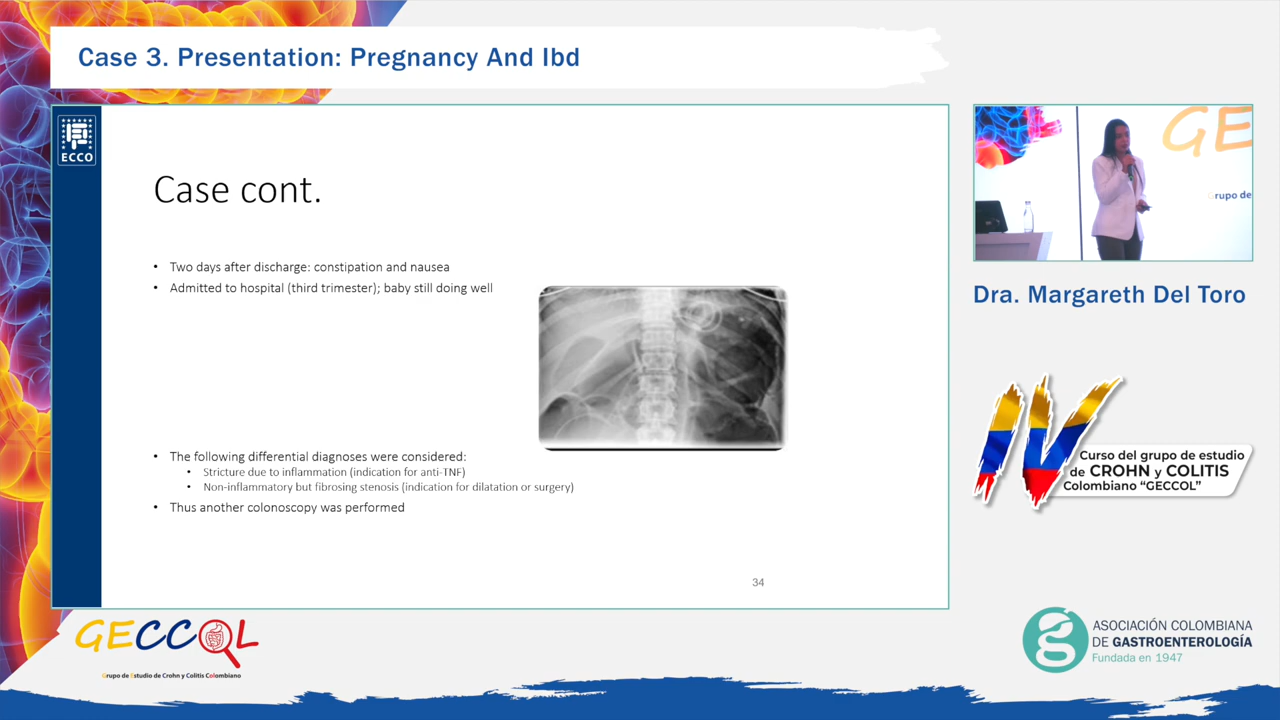 Case 3. Presentation: Pregnancy And Ibd
ECCO
Case cont.
• Two days after discharge: constipation and nausea
• Admitted to hospital (third trimester); baby still doing well
• The following differential diagnoses were considered:
• Stricture due to inflammation (indication for anti-TNF)
• Non-inflammatory but fibrosing stenosis (indication for dilatation or surgery)
• Thus another colonoscopy was performed
34
GE
Grupo de
Dra. Margareth Del Toro
IV
Curso del grupo de estudio
de CROHN y COLITIS
Colombiano “GECCOL”
GECCOL
Grupo de Estudio de Crohn y Colitis Colombiano
ASOCIACIÓN COLOMBIANA
DE GASTROENTEROLOGÍA
Fundada en 1947